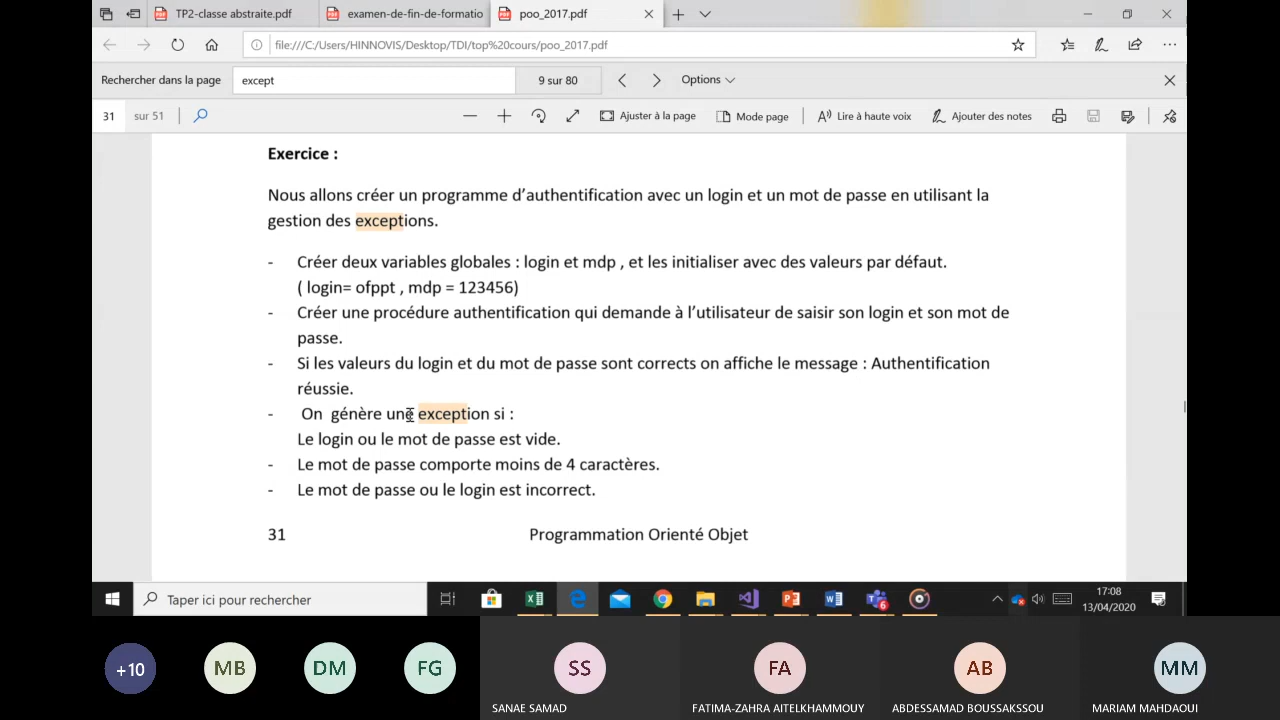 TP2-classe abstraite.pdf
examen-de-fin-de-formatio
poo_2017.pdf
file:///C:/Users/HINNOVIS/Desktop/TDI/top%20cours/poo_2017.pdf
Rechercher dans la page
except
9 sur 80
Options
31
sur 51
Ajuster à la page
Mode page
Lire à haute voix
Ajouter des notes
Exercice :
Nous allons créer un programme d'authentification avec un login et un mot de passe en utilisant la
gestion des exceptions.
- Créer deux variables globales : login et mdp , et les initialiser avec des valeurs par défaut.
( login= ofppt , mdp = 123456)
- Créer une procédure authentification qui demande à l'utilisateur de saisir son login et son mot de
passe.
- Si les valeurs du login et du mot de passe sont corrects on affiche le message : Authentification
réussie.
- On génère une exception si :
Le login ou le mot de passe est vide.
- Le mot de passe comporte moins de 4 caractères.
- Le mot de passe ou le login est incorrect.
31
Programmation Orienté Objet
Taper ici pour rechercher
6
17:08
13/04/2020
+10
MB
DM
FG
SS
FA
AB
MM
SANAE SAMAD
FATIMA-ZAHRA AITELKHAMMOUY
ABDESSAMAD BOUSSAKSSOU
MARIAM MAHDAOUI